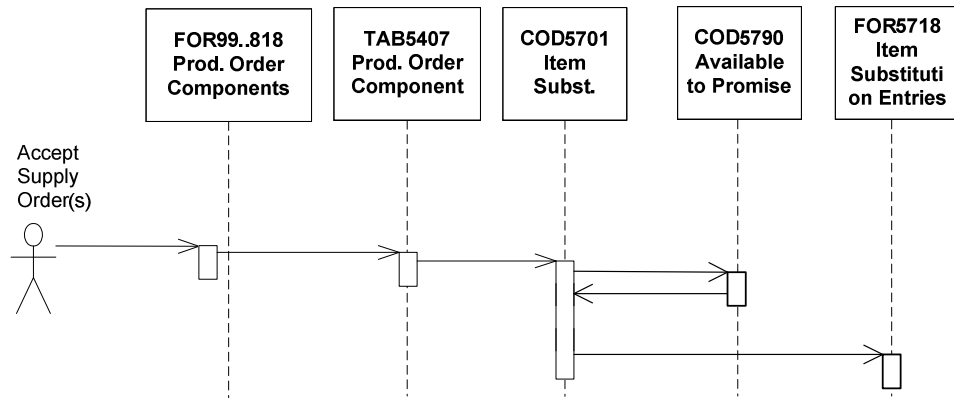 FOR99..818
Prod. Order
Components
TAB5407
Prod. Order
Component
COD5701
Item
Subst.
COD5790
Available
to Promise
FOR5718
Item
Substituti
on Entries
Accept
Supply
Order(s)